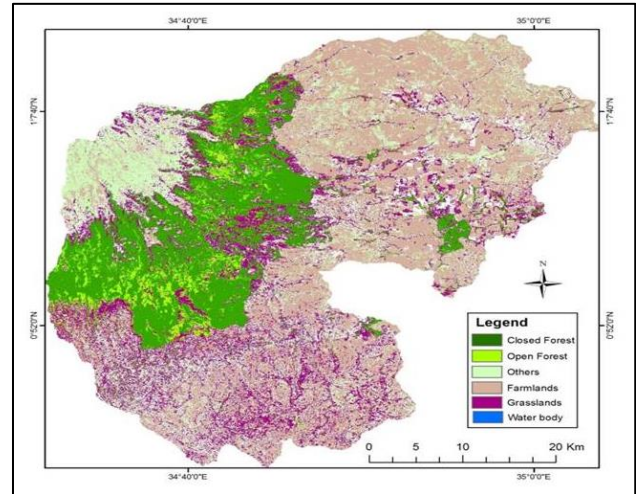 34°40'0"E 35°0'0"E
1°7'40"N 1°7'40"N
N
0°52'0"N 0°52'0"N
Legend
Closed Forest
Open Forest
Others
Farmlands
Grasslands
Water body
0 5 10 20 Km
34°40'0"E 35°0'0"E